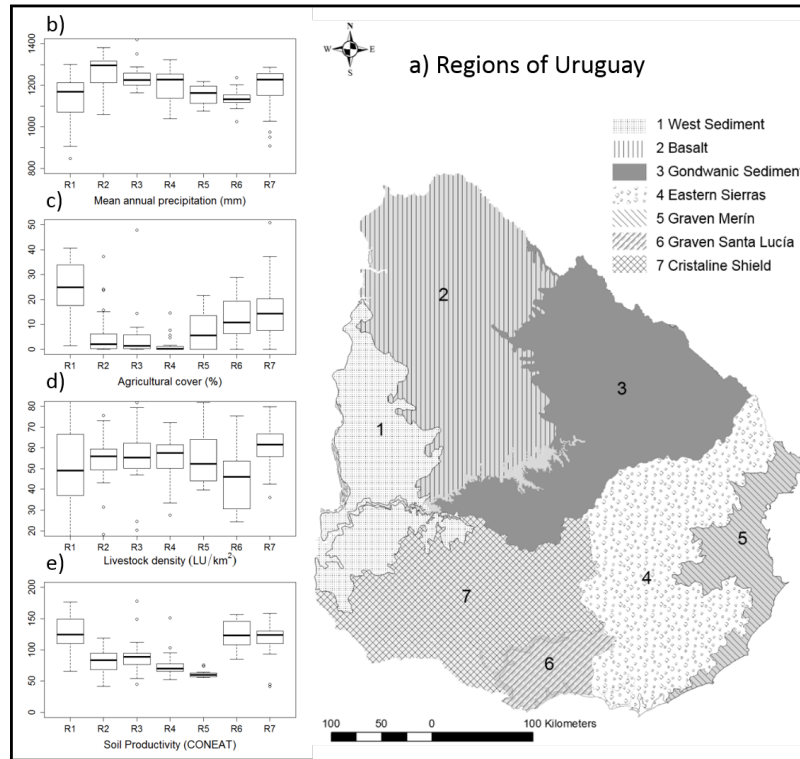 b)
1400
1200
1000
800
R1 R2 R3 R4 R5 R6 R7
Mean annual precipitation (mm)
c)
50
40
30
20
10
0
R1 R2 R3 R4 R5 R6 R7
Agricultural cover (%)
d)
80
70
60
50
40
30
20
R1 R2 R3 R4 R5 R6 R7
Livestock density (LU/km²)
e)
200
150
100
50
0
R1 R2 R3 R4 R5 R6 R7
Soil Productivity (CONEAT)
N
W E
S
a) Regions of Uruguay
1 West Sediment
2 Basalt
3 Gondwanic Sediment
4 Eastern Sierras
5 Graven Merín
6 Graven Santa Lucía
7 Cristaline Shield
2
3
1
5
4
7
6
100 50 0 100 Kilometers